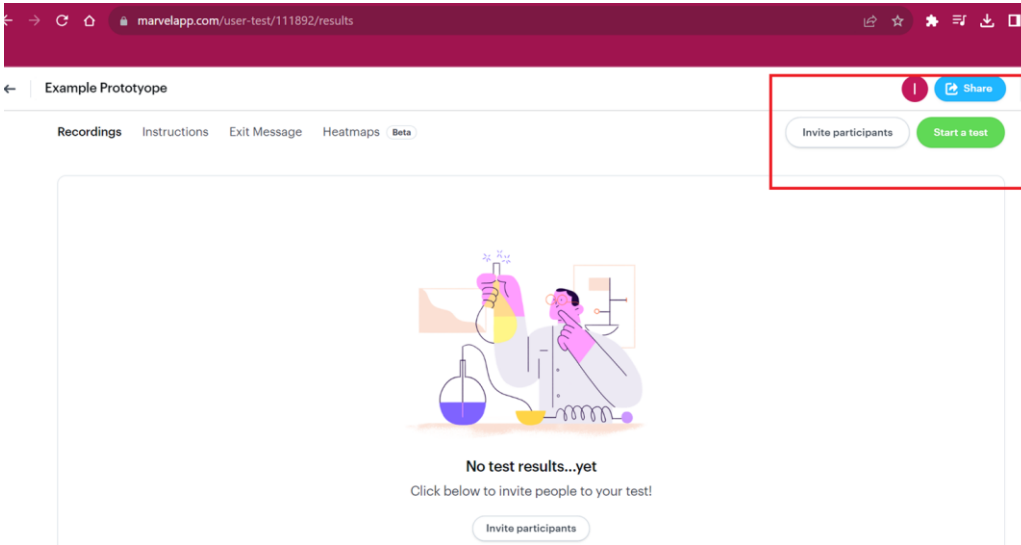 marvelapp.com/user-test/111892/results
Example Protoyope
I
Share
Recordings Instructions Exit Message Heatmaps Beta
Invite participants Start a test
No test results...yet
Click below to invite people to your test!
Invite participants